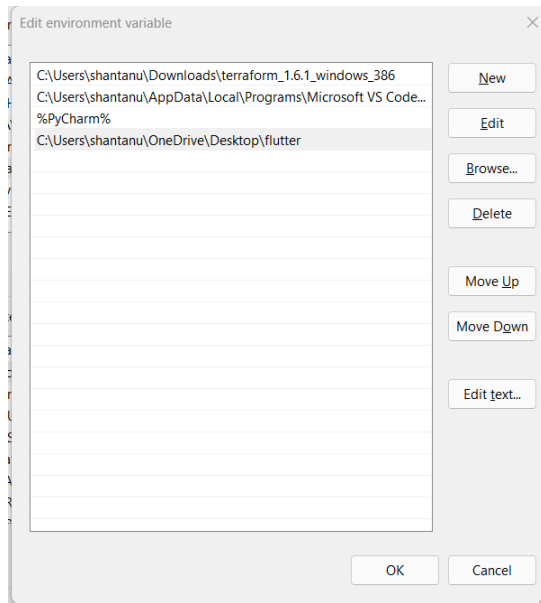 Edit environment variable
C:\Users\shantanu\Downloads\terraform_1.6.1_windows_386
C:\Users\shantanu\AppData\Local\Programs\Microsoft VS Code...
%PyCharm%
C:\Users\shantanu\OneDrive\Desktop\flutter
New
Edit
Browse...
Delete
Move Up
Move Down
Edit text...
OK
Cancel